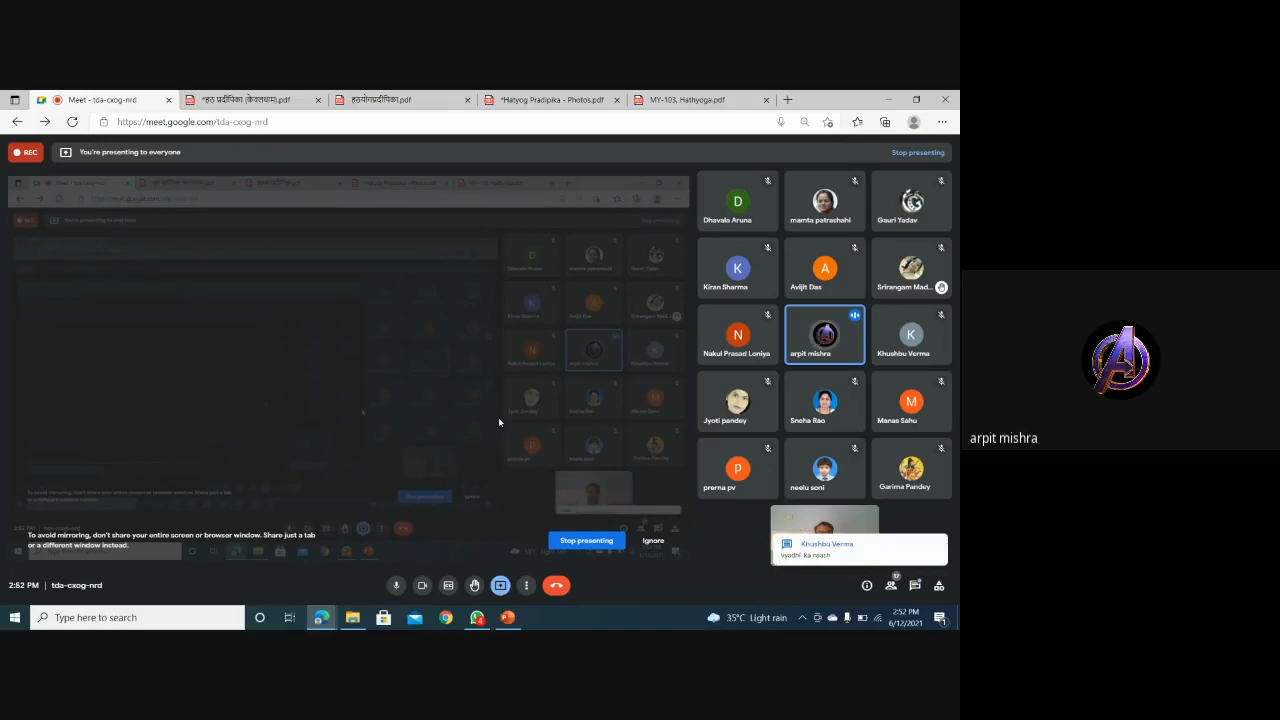 Meet - tda-cxog-nrd
*हठ प्रदीपिका (केवलधाम).pdf
हठयोगप्रदीपिका.pdf
*Hatyog Pradipika - Photos.pdf
MY-103, Hathyoga.pdf
https://meet.google.com/tda-cxog-nrd
REC
You're presenting to everyone
Stop presenting
Dhavala Aruna
mamta patrashahi
Gauri Yadav
K
Kiran Sharma
A
Avijit Das
Srirangam Mad...
N
Nakul Prasad Loniya
arpit mishra
K
Khushbu Verma
Jyoti pandey
Sneha Rao
M
Manas Sahu
p
prerna pv
neelu soni
Garima Pandey
D
arpit mishra
To avoid mirroring, don't share your entire screen or browser window. Share just a tab
or a different window instead.
Stop presenting
Ignore
Khushbu Verma
vyadhi ka naash
2:52 PM | tda-cxog-nrd
17
Type here to search
4
35°C Light rain
2:52 PM
6/12/2021
1